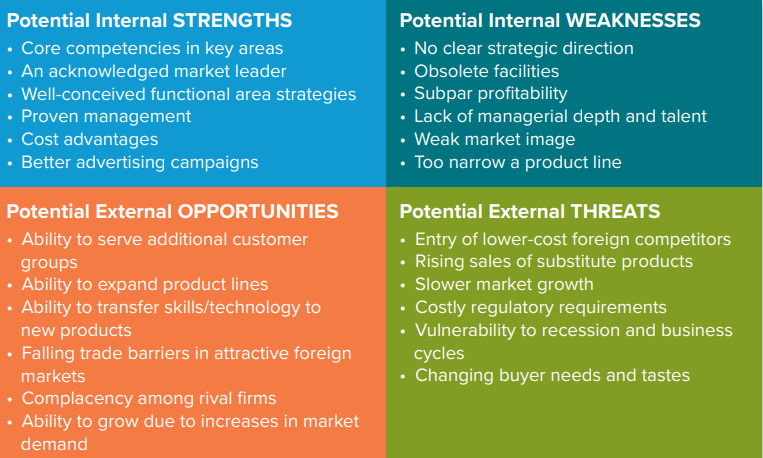 Potential Internal STRENGTHS
• Core competencies in key areas
• An acknowledged market leader
• Well-conceived functional area strategies
• Proven management
• Cost advantages
• Better advertising campaigns
Potential Internal WEAKNESSES
• No clear strategic direction
• Obsolete facilities
• Subpar profitability
• Lack of managerial depth and talent
• Weak market image
• Too narrow a product line
Potential External OPPORTUNITIES
• Ability to serve additional customer
groups
• Ability to expand product lines
• Ability to transfer skills/technology to
new products
• Falling trade barriers in attractive foreign
markets
• Complacency among rival firms
• Ability to grow due to increases in market
demand
Potential External THREATS
• Entry of lower-cost foreign competitors
• Rising sales of substitute products
• Slower market growth
• Costly regulatory requirements
• Vulnerability to recession and business
cycles
• Changing buyer needs and tastes